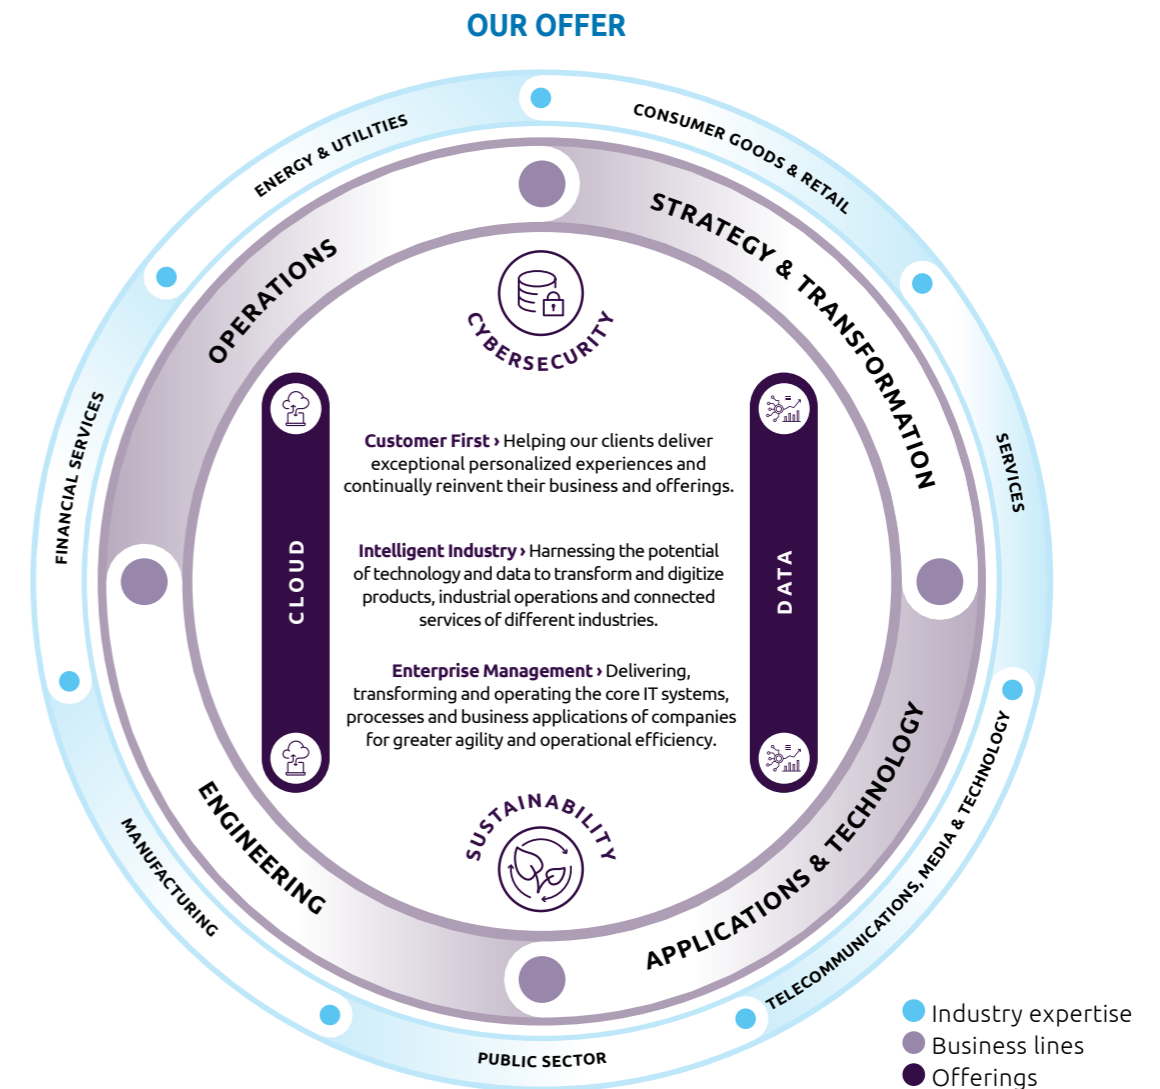 OUR OFFER
CONSUMER GOODS & RETAIL
SERVICES
TELECOMMUNICATIONS, MEDIA & TECHNOLOGY
PUBLIC SECTOR
MANUFACTURING
FINANCIAL SERVICES
ENERGY & UTILITIES
STRATEGY & TRANSFORMATION
APPLICATIONS & TECHNOLOGY
ENGINEERING
OPERATIONS
CYBERSECURITY
CLOUD
Customer First › Helping our clients deliver
exceptional personalized experiences and
continually reinvent their business and offerings.
Intelligent Industry › Harnessing the potential
of technology and data to transform and digitize
products, industrial operations and connected
services of different industries.
Enterprise Management › Delivering,
transforming and operating the core IT systems,
processes and business applications of companies
for greater agility and operational efficiency.
DATA
SUSTAINABILITY
Industry expertise
Business lines
Offerings